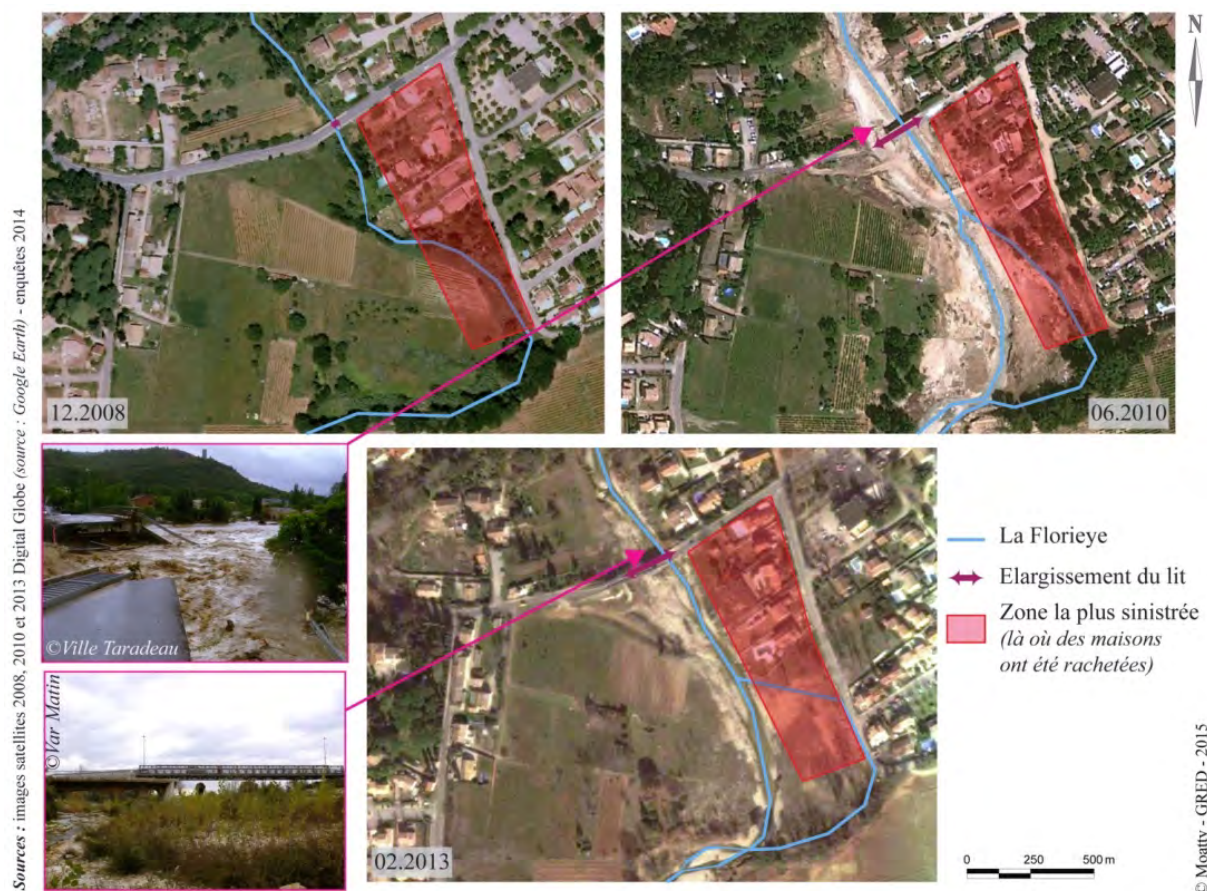 Sources : images satellites 2008, 2010 et 2013 Digital Globe (source : Google Earth) - enquêtes 2014
12.2008
06.2010
N
©Ville Taradeau
©Var Matin
02.2013
La Florieye
Elargissement du lit
Zone la plus sinistrée
(là où des maisons
ont été rachetées)
0 250 500 m
© Moatty - GRED - 2015